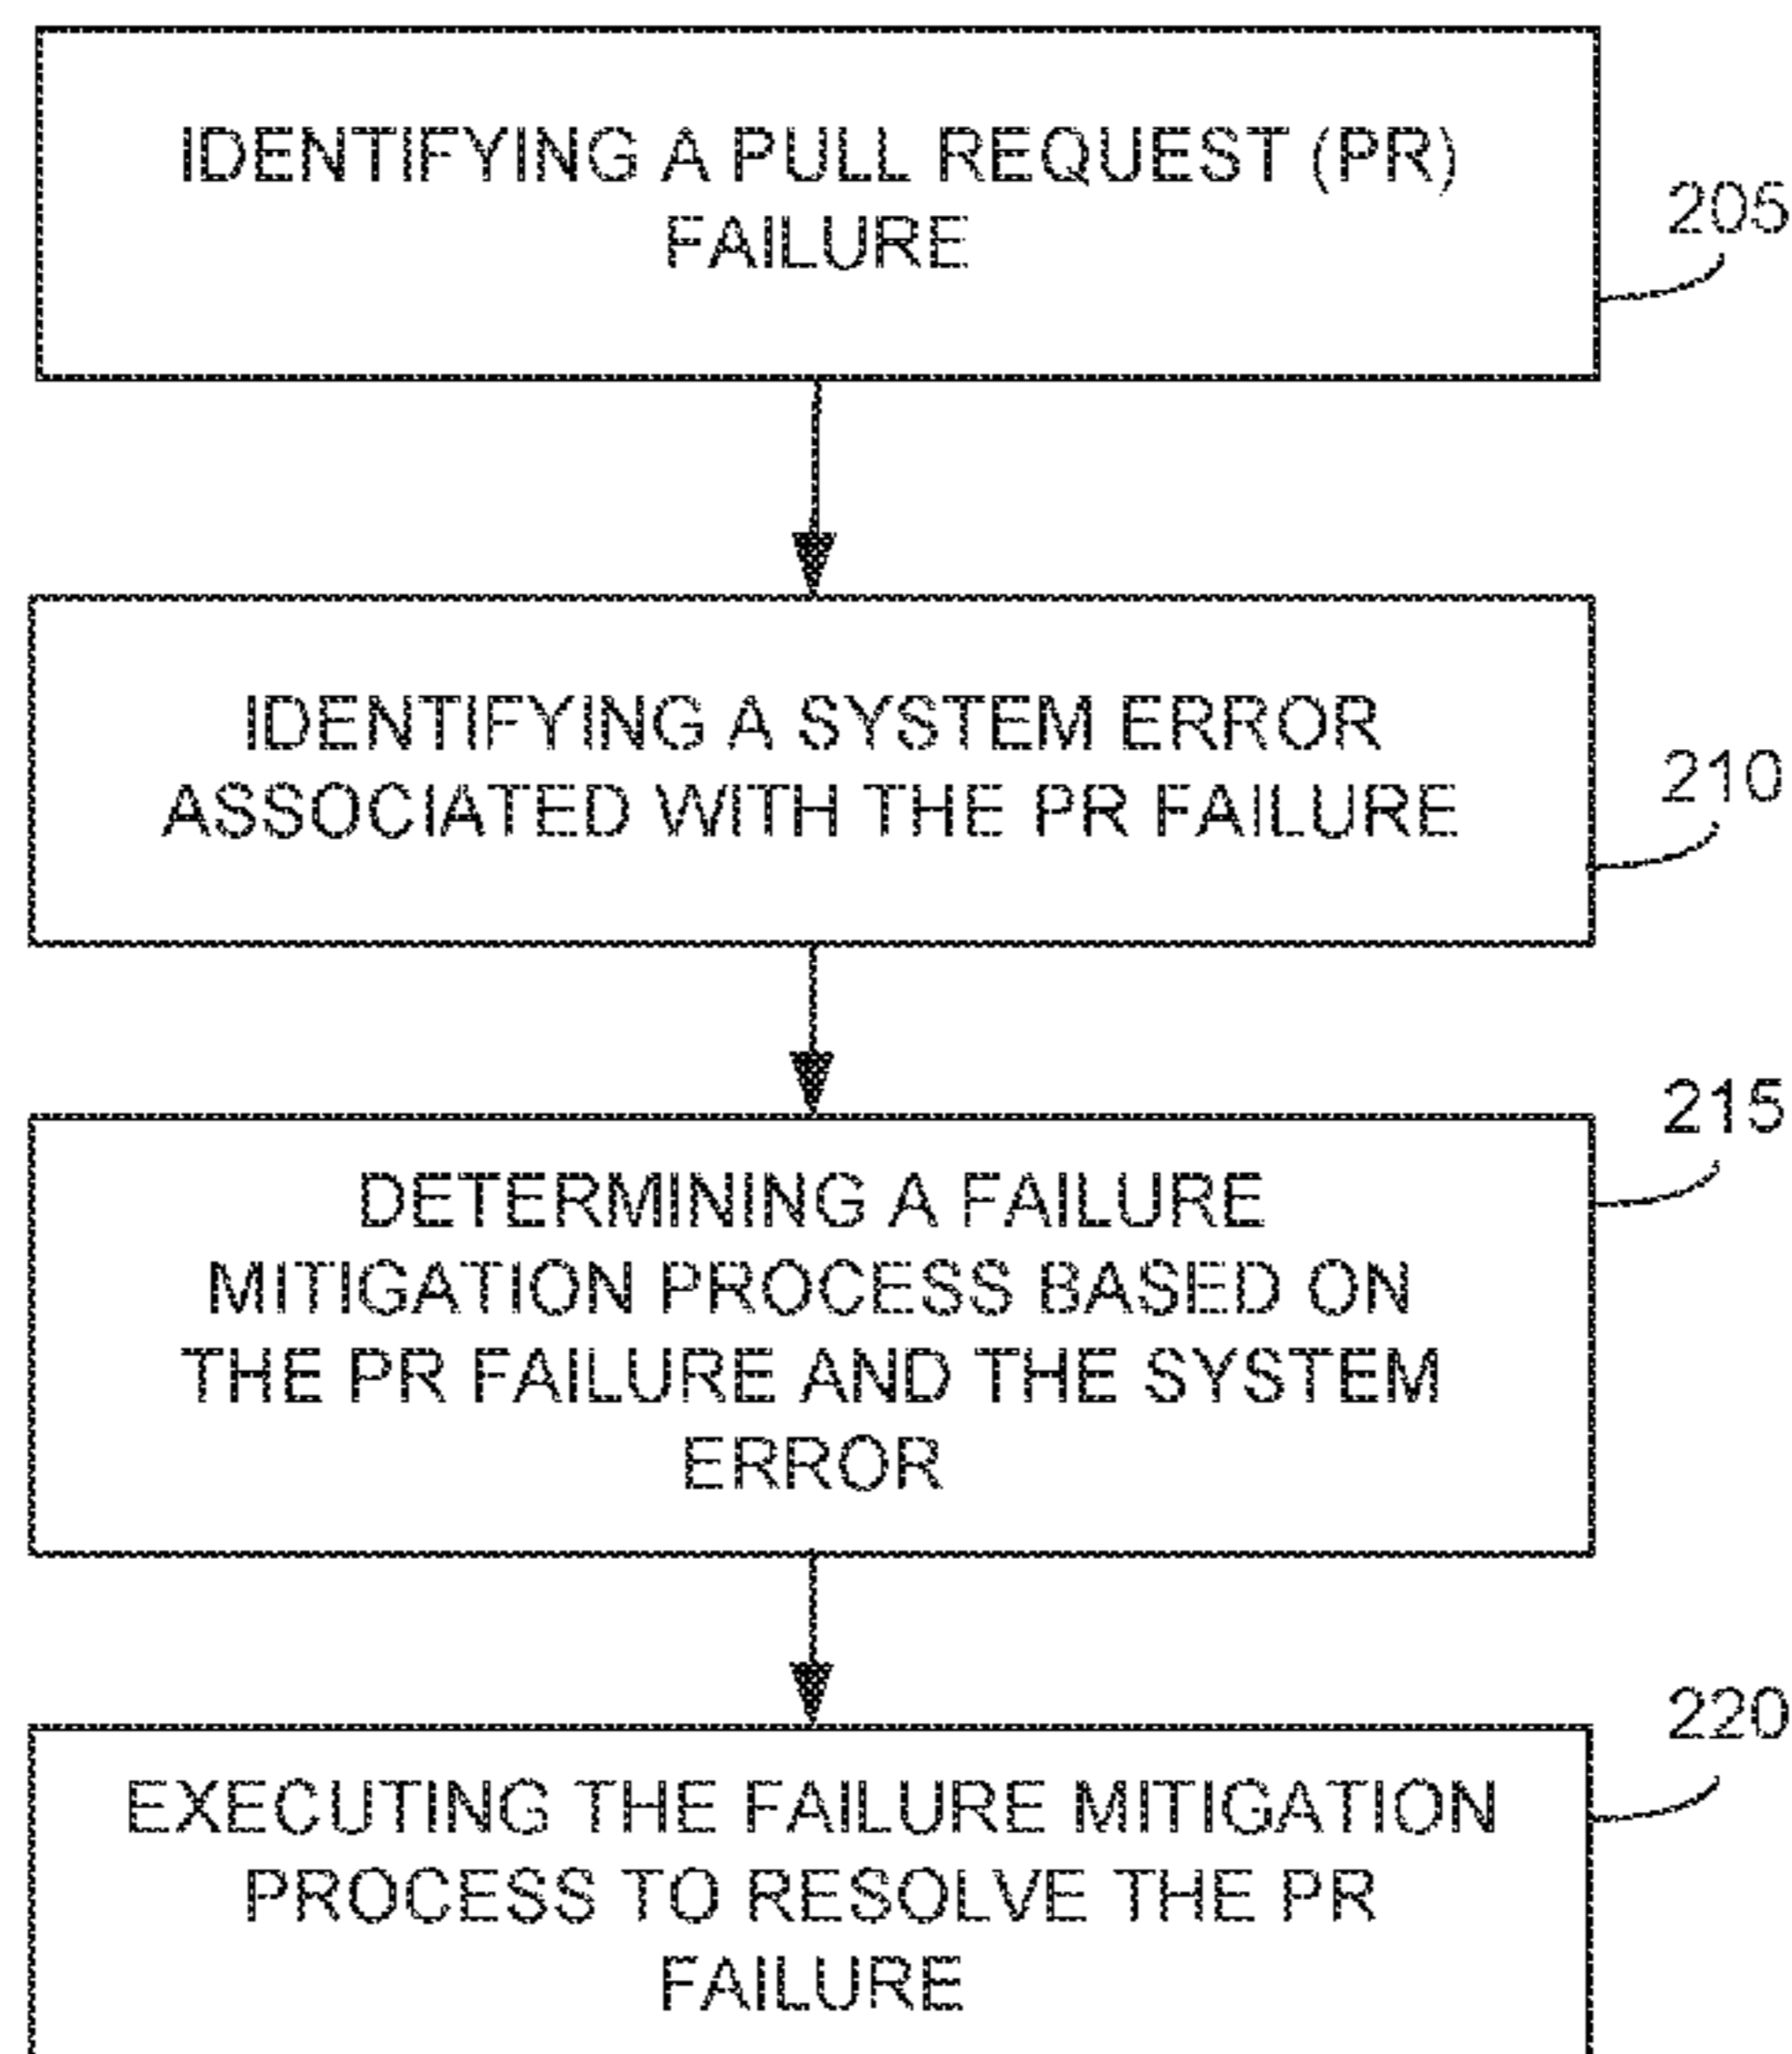 IDENTIFYING A PULL REQUEST (PR)
FAILURE
205
IDENTIFYING A SYSTEM ERROR
ASSOCIATED WITH THE PR FAILURE
210
215
DETERMINING A FAILURE
MITIGATION PROCESS BASED ON
THE PR FAILURE AND THE SYSTEM
ERROR
220
EXECUTING THE FAILURE MITIGATION
PROCESS TO RESOLVE THE PR
FAILURE